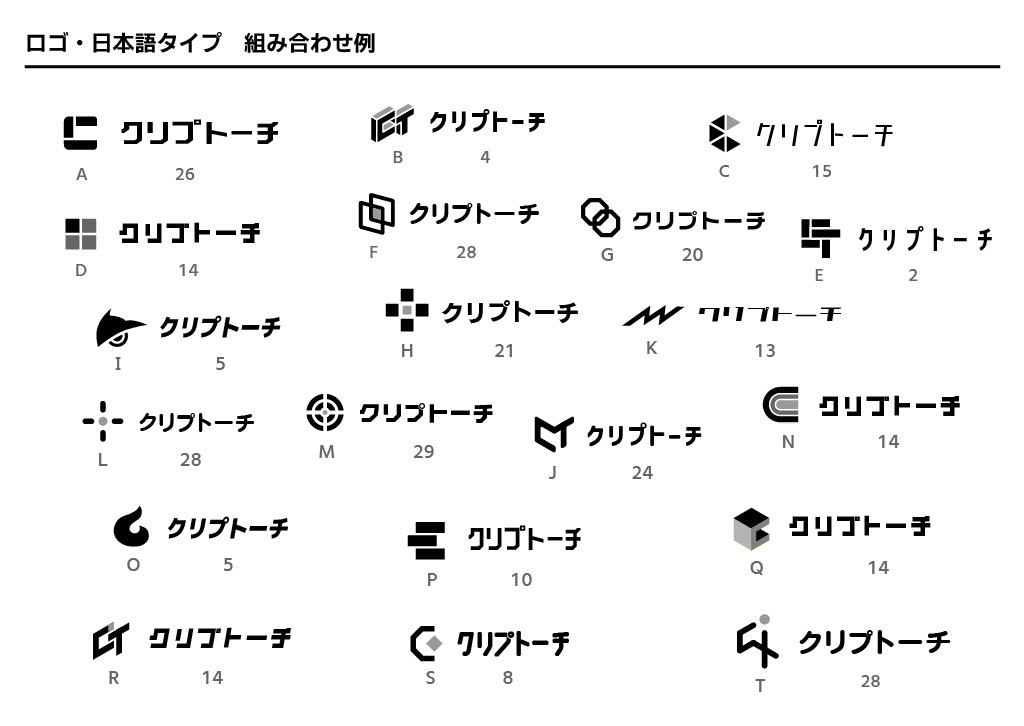 ロゴ・日本語タイプ　組み合わせ例
クリプトーチ
A 26
クリプトーチ
B 4
クリプトーチ
C 15
クリプトーチ
D 14
クリプトーチ
F 28
クリプトーチ
G 20
クリプトーチ
E 2
クリプトーチ
I 5
クリプトーチ
H 21
クリプトーチ
K 13
クリプトーチ
L 28
クリプトーチ
M 29
クリプトーチ
J 24
クリプトーチ
N 14
クリプトーチ
O 5
クリプトーチ
P 10
クリプトーチ
Q 14
クリプトーチ
R 14
クリプトーチ
S 8
クリプトーチ
T 28